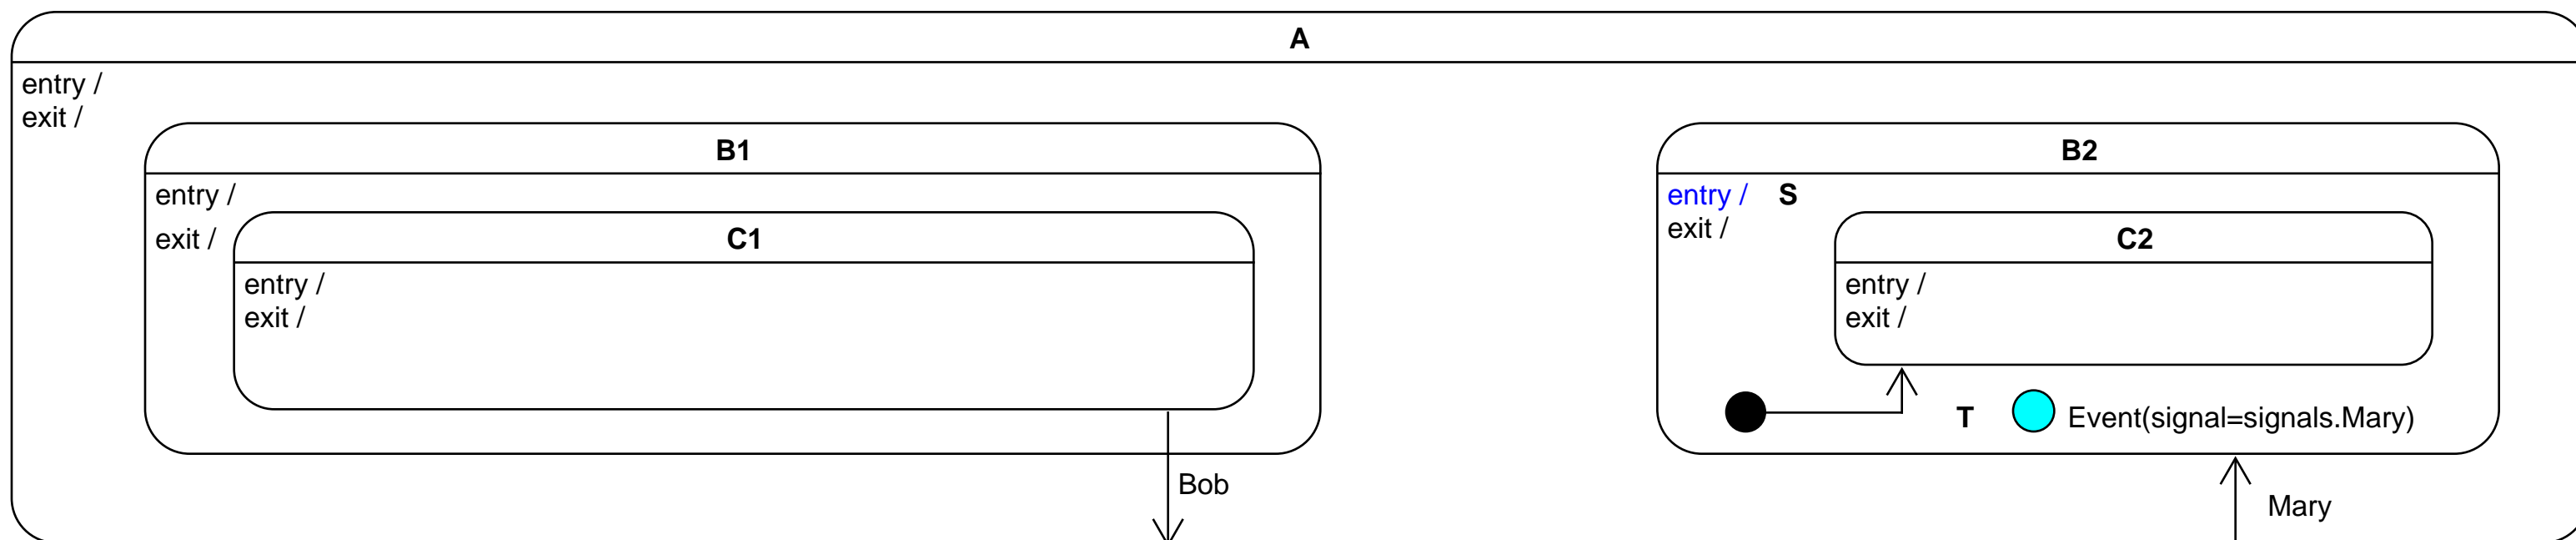 A
entry /
exit /
B1
entry /
exit /
C1
entry /
exit /
Bob
B2
entry / S
exit /
C2
entry /
exit /
T Event(signal=signals.Mary)
Mary